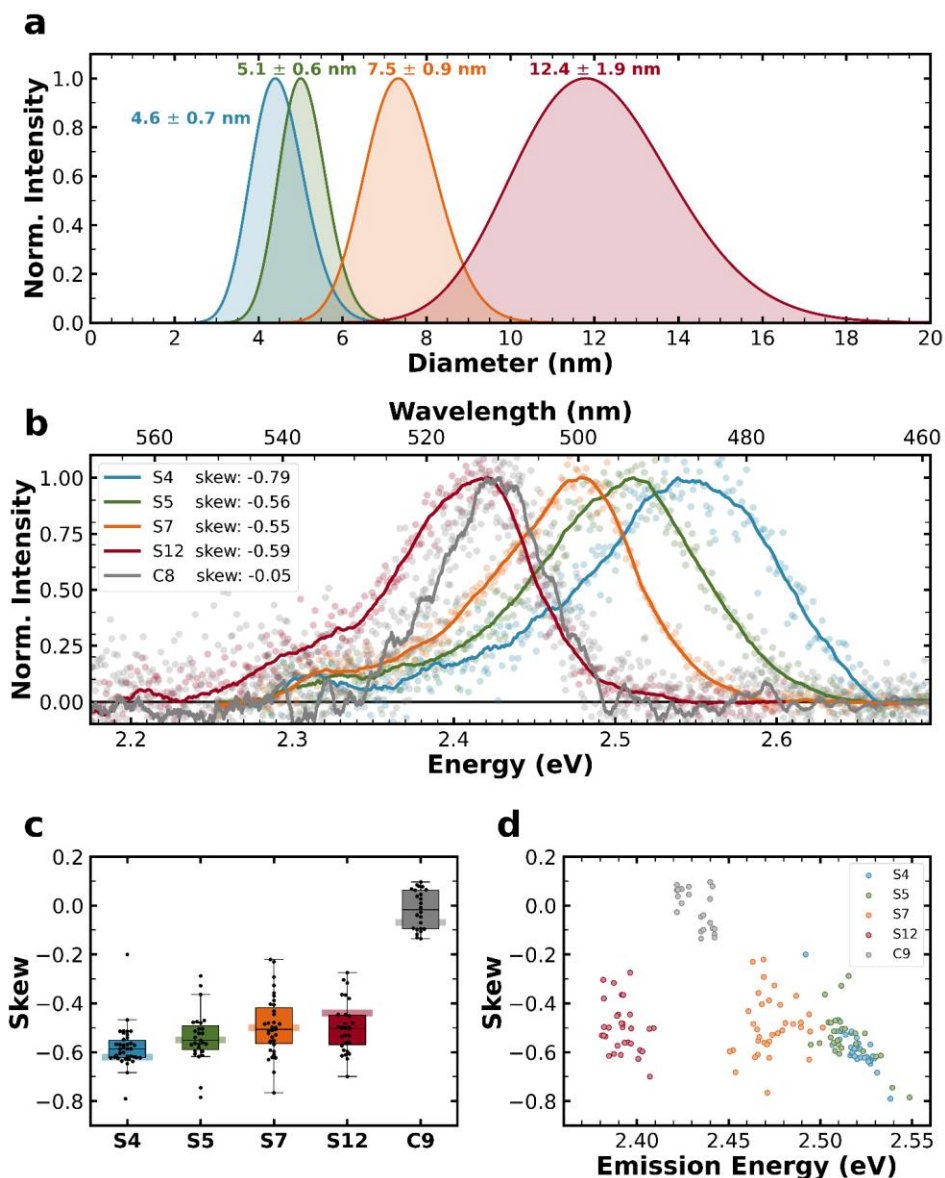 a
4.6 ± 0.7 nm
5.1 ± 0.6 nm
7.5 ± 0.9 nm
12.4 ± 1.9 nm
Norm. Intensity
1.0
0.8
0.6
0.4
0.2
0.0
0 2 4 6 8 10 12 14 16 18 20
Diameter (nm)
b
Wavelength (nm)
560 540 520 500 480 460
Norm. Intensity
1.00
0.75
0.50
0.25
0.00
S4 skew: -0.79
S5 skew: -0.56
S7 skew: -0.55
S12 skew: -0.59
C8 skew: -0.05
2.2 2.3 2.4 2.5 2.6
Energy (eV)
c
Skew
0.2
0.0
−0.2
−0.4
−0.6
−0.8
S4 S5 S7 S12 C9
d
Skew
0.2
0.0
−0.2
−0.4
−0.6
−0.8
S4
S5
S7
S12
C9
2.40 2.45 2.50 2.55
Emission Energy (eV)